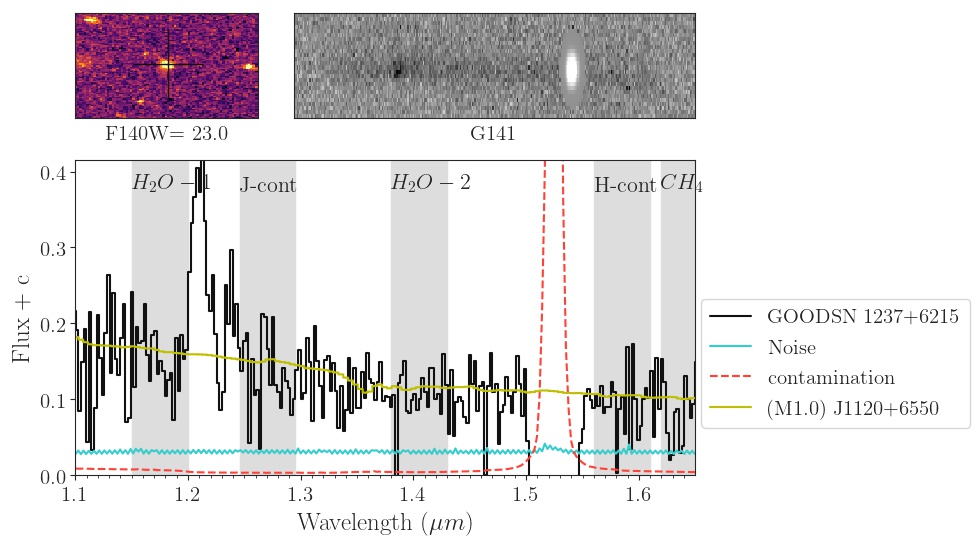 F140W= 23.0
G141
H₂O − 1
J-cont
H₂O − 2
H-cont
CH₄
0.4
0.3
0.2
0.1
0.0
Flux + c
1.1
1.2
1.3
1.4
1.5
1.6
Wavelength (μm)
GOODSN 1237+6215
Noise
contamination
(M1.0) J1120+6550